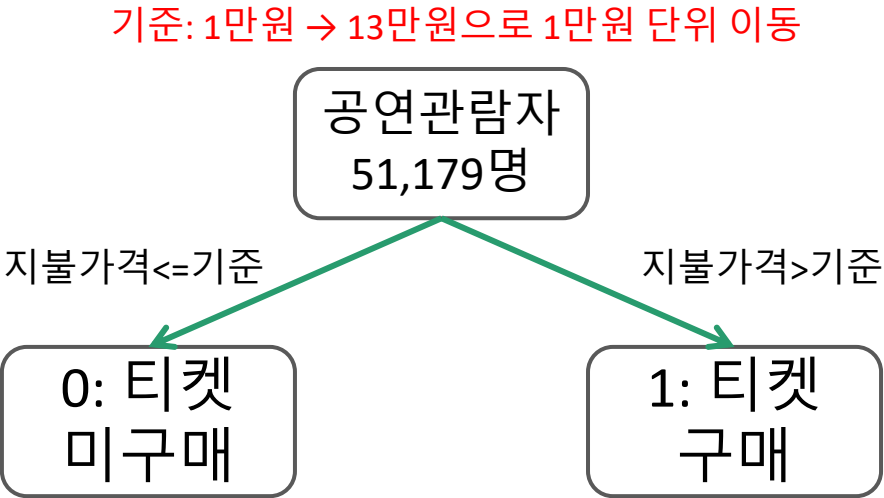 기준: 1만원 → 13만원으로 1만원 단위 이동
공연관람자
51,179명
지불가격<=기준
지불가격>기준
0: 티켓
미구매
1: 티켓
구매